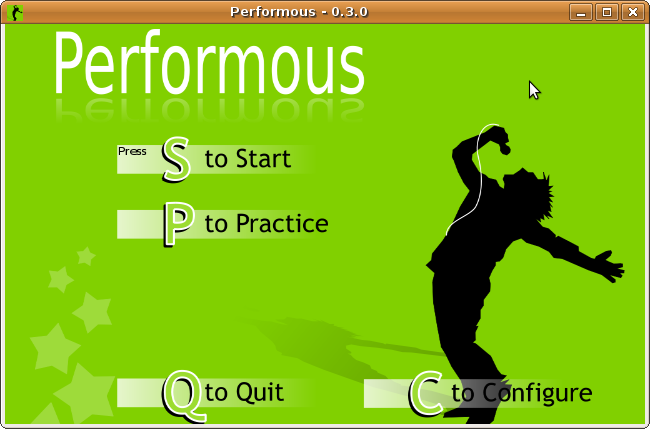 Performous - 0.3.0
Performous
Press S to Start
P to Practice
Q to Quit
C to Configure